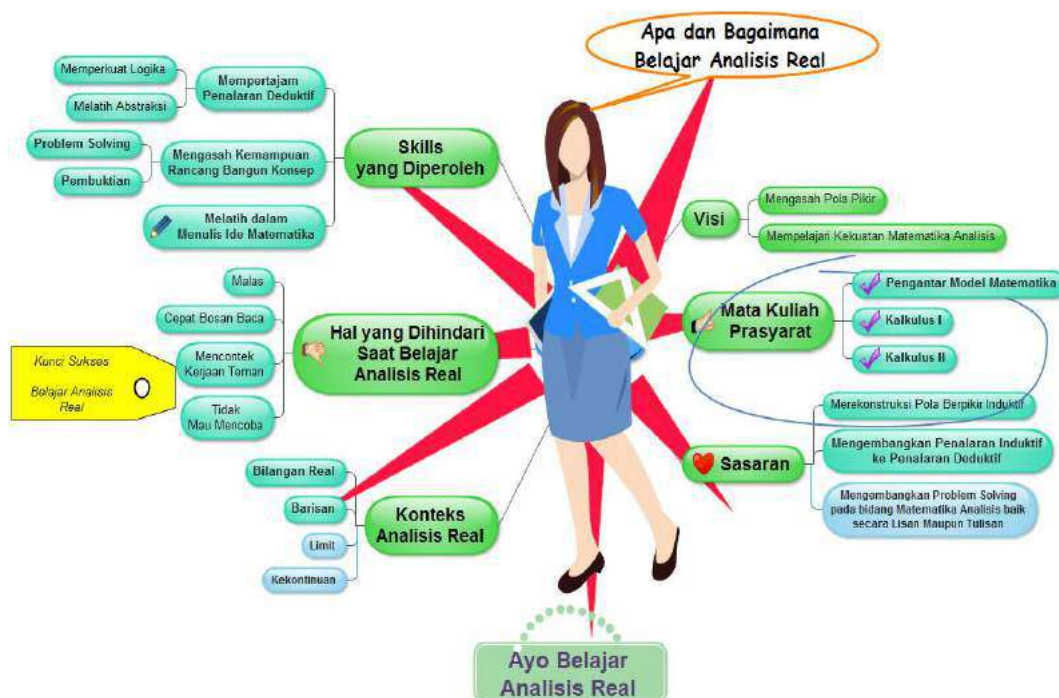 Apa dan Bagaimana
Belajar Analisis Real
Skills
yang Diperoleh
Mempertajam
Penalaran Deduktif
Memperkuat Logika
Melatih Abstraksi
Mengasah Kemampuan
Rancang Bangun Konsep
Problem Solving
Pembuktian
Melatih dalam
Menulis Ide Matematika
Hal yang Dihindari
Saat Belajar
Analisis Real
Malas
Cepat Bosan Baca
Mencontek
Kerjaan Teman
Tidak
Mau Mencoba
Kunci Sukses
Belajar Analisis
Real
Konteks
Analisis Real
Bilangan Real
Barisan
Limit
Kekontinuan
Visi
Mengasah Pola Pikir
Mempelajari Kekuatan Matematika Analisis
Mata Kuliah
Prasyarat
Pengantar Model Matematika
Kalkulus I
Kalkulus II
Sasaran
Merekonstruksi Pola Berpikir Induktif
Mengembangkan Penalaran Induktif
ke Penalaran Deduktif
Mengembangkan Problem Solving
pada bidang Matematika Analisis baik
secara Lisan Maupun Tulisan
Ayo Belajar
Analisis Real